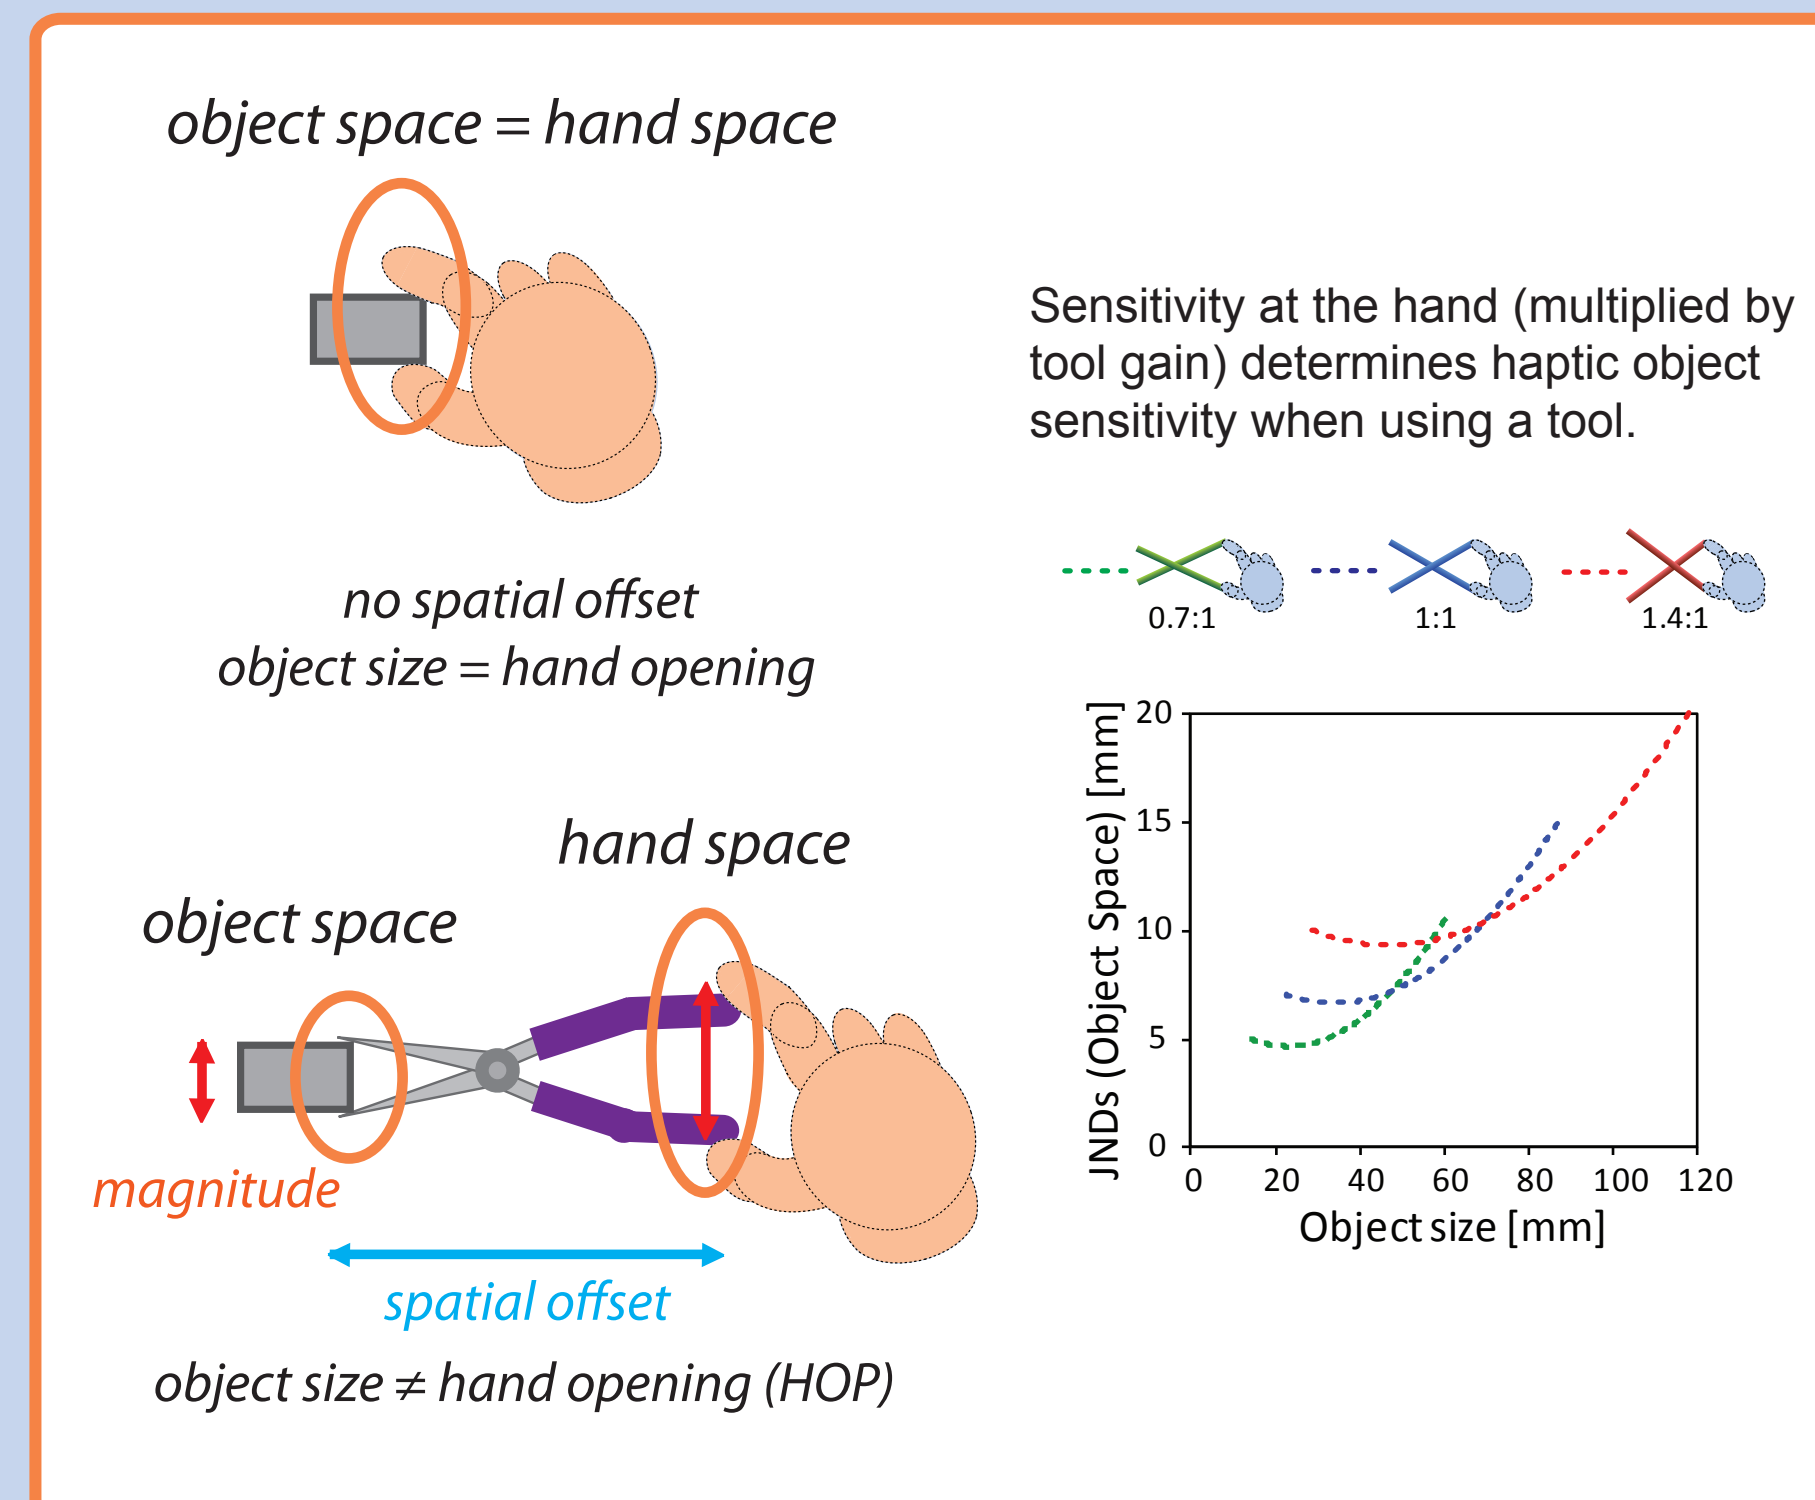 object space = hand space
no spatial offset
object size = hand opening
hand space
object space
magnitude
spatial offset
object size ≠ hand opening (HOP)
Sensitivity at the hand (multiplied by
tool gain) determines haptic object
sensitivity when using a tool.
0.7:1 1:1 1.4:1
JNDs (Object Space) [mm]
20
15
10
5
0
0 20 40 60 80 100 120
Object size [mm]